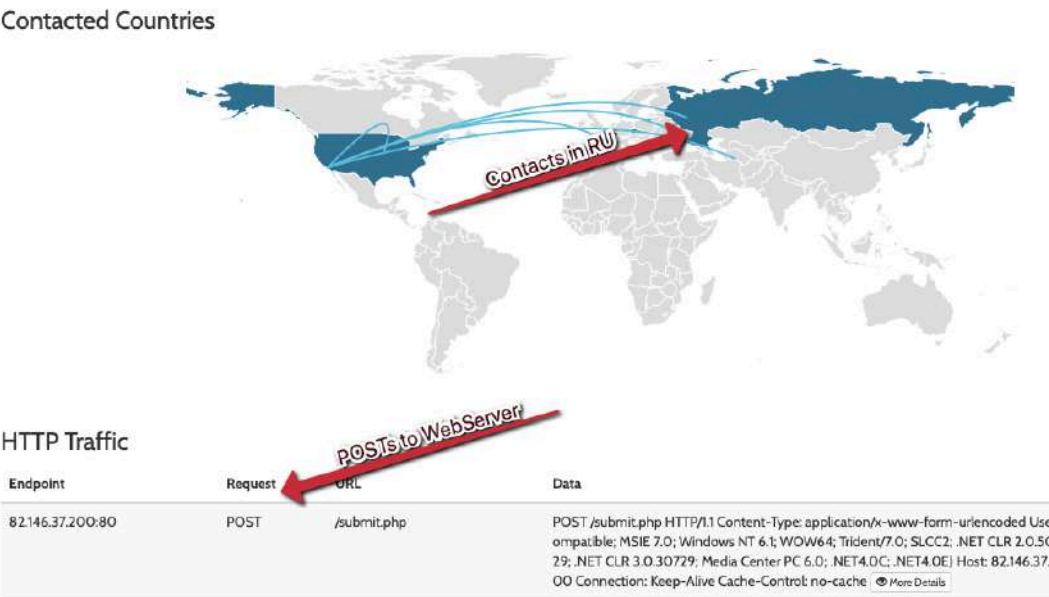 Contacted Countries
Contacts in RU
POSTs to WebServer
HTTP Traffic
Endpoint Request URL Data
82.146.37.200:80 POST /submit.php POST /submit.php HTTP/1.1 Content-Type: application/x-www-form-urlencoded Use
ompatible; MSIE 7.0; Windows NT 6.1; WOW64; Trident/7.0; SLCC2; .NET CLR 2.0.50
29; .NET CLR 3.0.30729; Media Center PC 6.0; .NET4.0C; .NET4.0E) Host: 82.146.37.
00 Connection: Keep-Alive Cache-Control: no-cache More Details